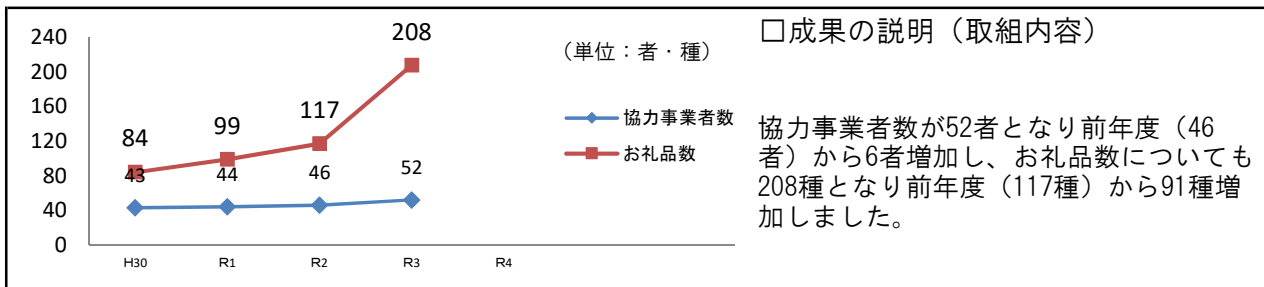 240
200
160
120
80
40
0
84
99
117
208
43
44
46
52
H30
R1
R2
R3
R4
（単位：者・種）
協力事業者数
お礼品数
□成果の説明（取組内容）
協力事業者数が52者となり前年度（46
者）から6者増加し、お礼品数についても
208種となり前年度（117種）から91種増
加しました。